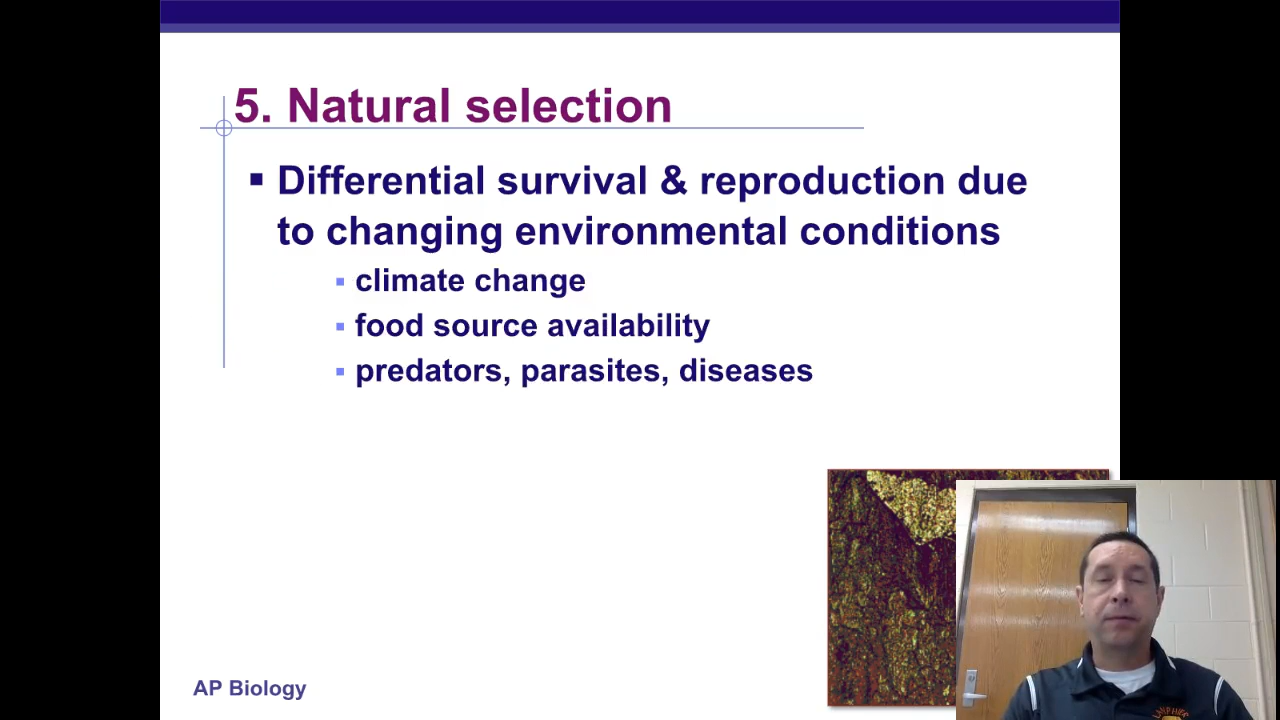 5. Natural selection
▪ Differential survival & reproduction due
to changing environmental conditions
▪ climate change
▪ food source availability
▪ predators, parasites, diseases
AP Biology